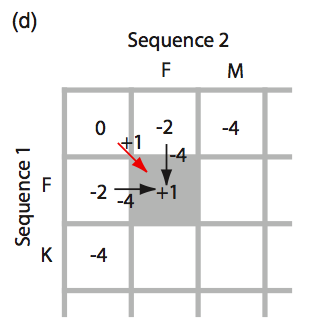 (d)
Sequence 2
F M
Sequence 1
0 -2 -4
+1 -4
F -2 -4 +1
K -4